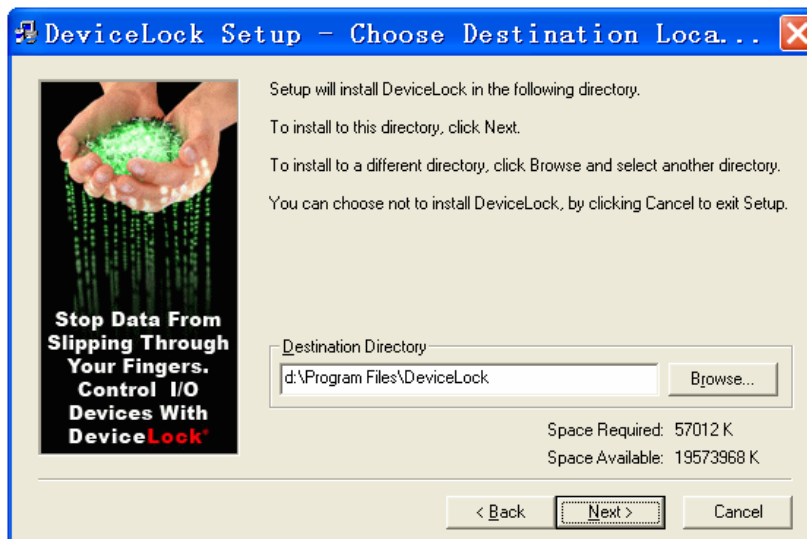 DeviceLock Setup - Choose Destination Loca...
Setup will install DeviceLock in the following directory.
To install to this directory, click Next.
To install to a different directory, click Browse and select another directory.
You can choose not to install DeviceLock, by clicking Cancel to exit Setup.
Stop Data From
Slipping Through
Your Fingers.
Control I/O
Devices With
DeviceLock
Destination Directory
d:\Program Files\DeviceLock
Browse...
Space Required: 57012 K
Space Available: 19573968 K
< Back
Next >
Cancel